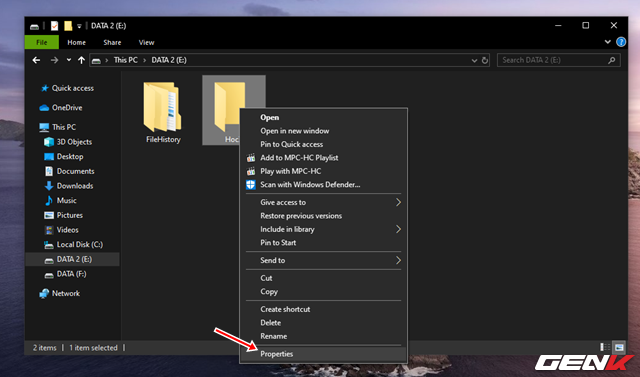 DATA 2 (E:)
File Home Share View
This PC DATA 2 (E:)
Search DATA 2 (E:)
Quick access
OneDrive
This PC
3D Objects
Desktop
Documents
Downloads
Music
Pictures
Videos
Local Disk (C:)
DATA 2 (E:)
DATA (F:)
Network
FileHistory
Hoc
Open
Open in new window
Pin to Quick access
Add to MPC-HC Playlist
Play with MPC-HC
Scan with Windows Defender...
Give access to
Restore previous versions
Include in library
Pin to Start
Send to
Cut
Copy
Create shortcut
Delete
Rename
Properties
2 items 1 item selected
GENK